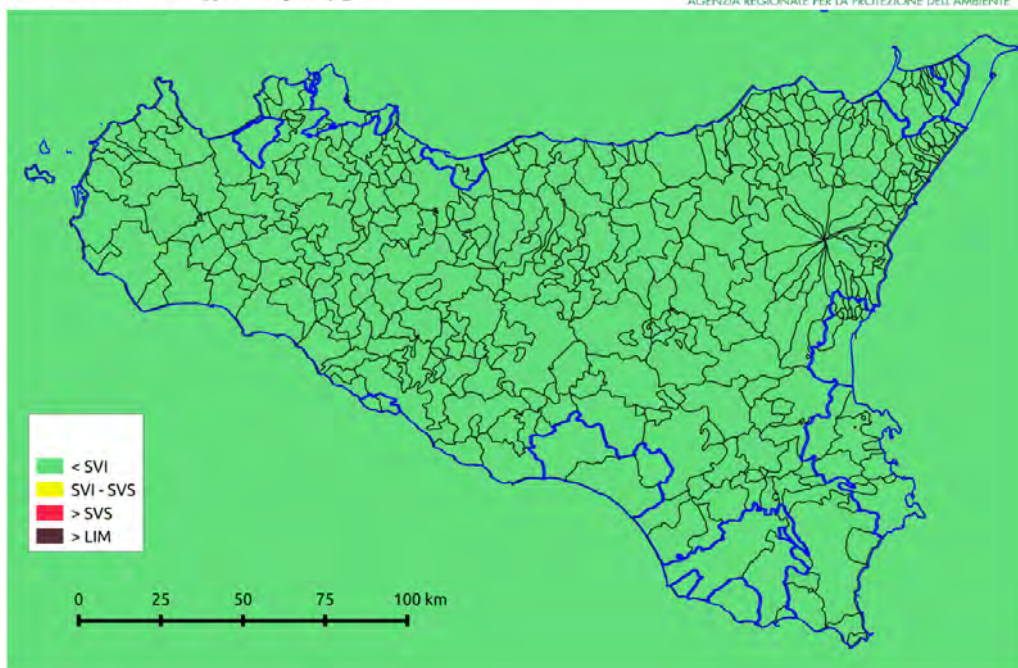 AGENZIA REGIONALE PER LA PROTEZIONE DELL'AMBIENTE
< SVI
SVI - SVS
> SVS
> LIM
0 25 50 75 100 km